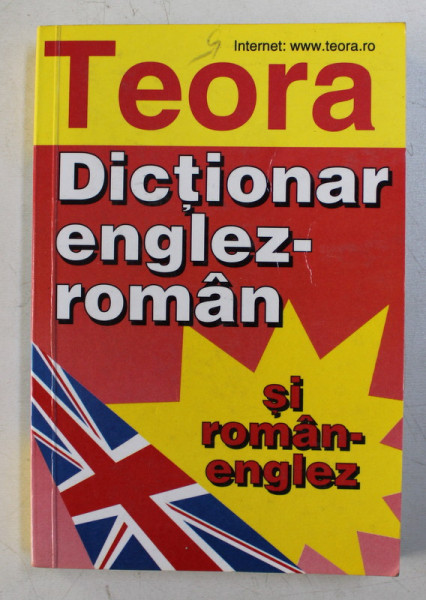 Internet: www.teora.ro
Teora
Dicționar
englez-
român
și
român-
englez